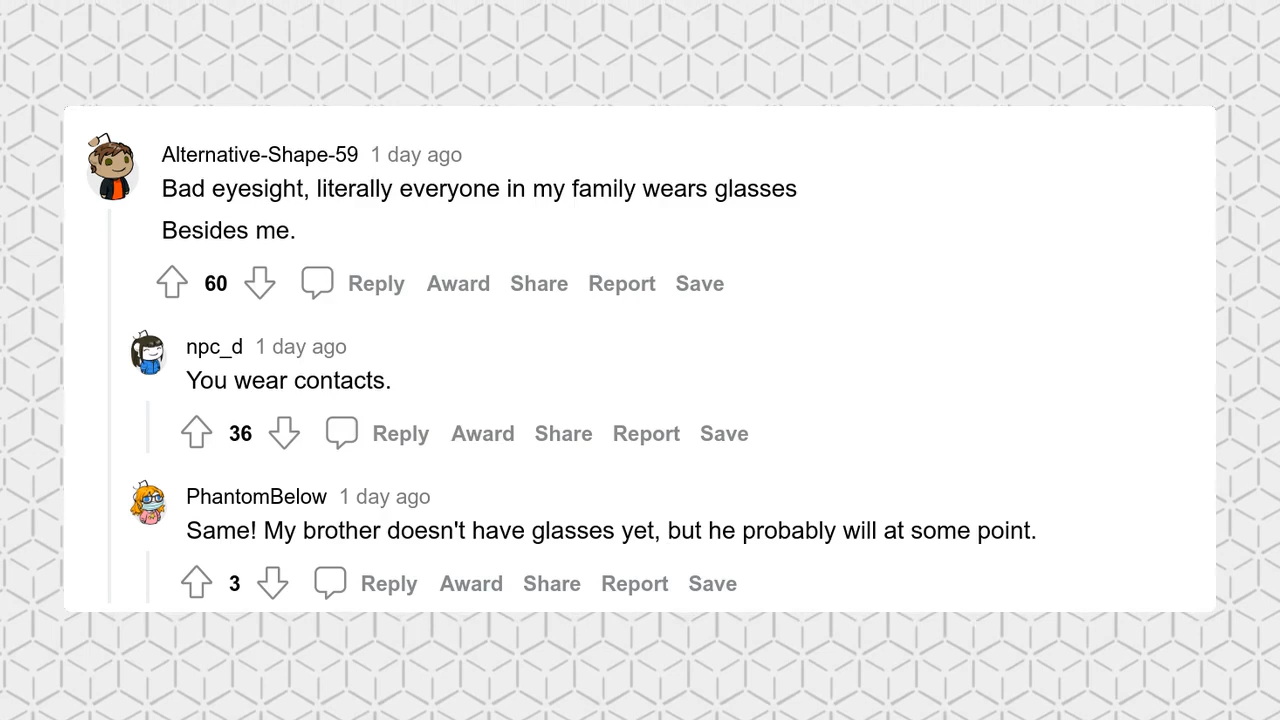 Alternative-Shape-59 1 day ago
Bad eyesight, literally everyone in my family wears glasses
Besides me.
60 Reply Award Share Report Save
npc_d 1 day ago
You wear contacts.
36 Reply Award Share Report Save
PhantomBelow 1 day ago
Same! My brother doesn't have glasses yet, but he probably will at some point.
3 Reply Award Share Report Save